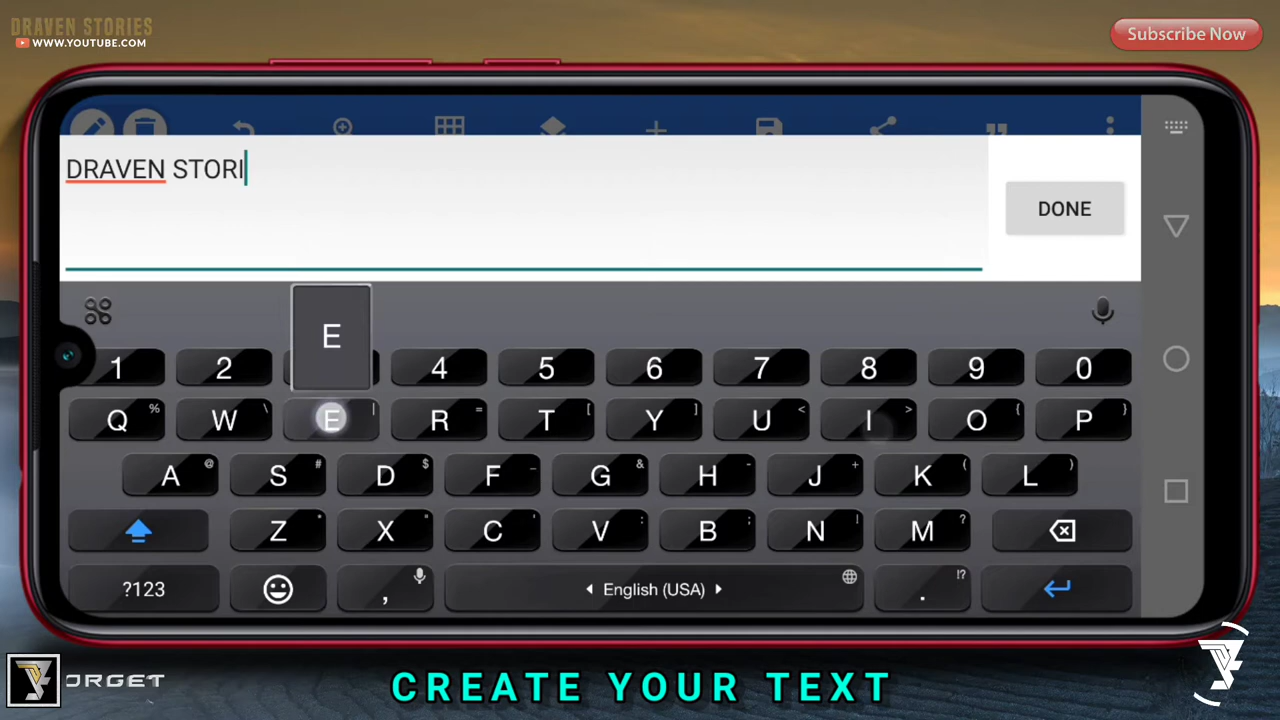 DRAVEN STORIES
WWW.YOUTUBE.COM
Subscribe Now
DRAVEN STORI
DONE
E
1 2 4 5 6 7 8 9 0
Q % W \ E | R = T [ Y ] U < I > O { P }
A @ S # D $ F _ G & H - J + K ( L )
Z * X " C ' V : B ; N ! M ?
?123 , English (USA) . !?
ORGET
CREATE YOUR TEXT